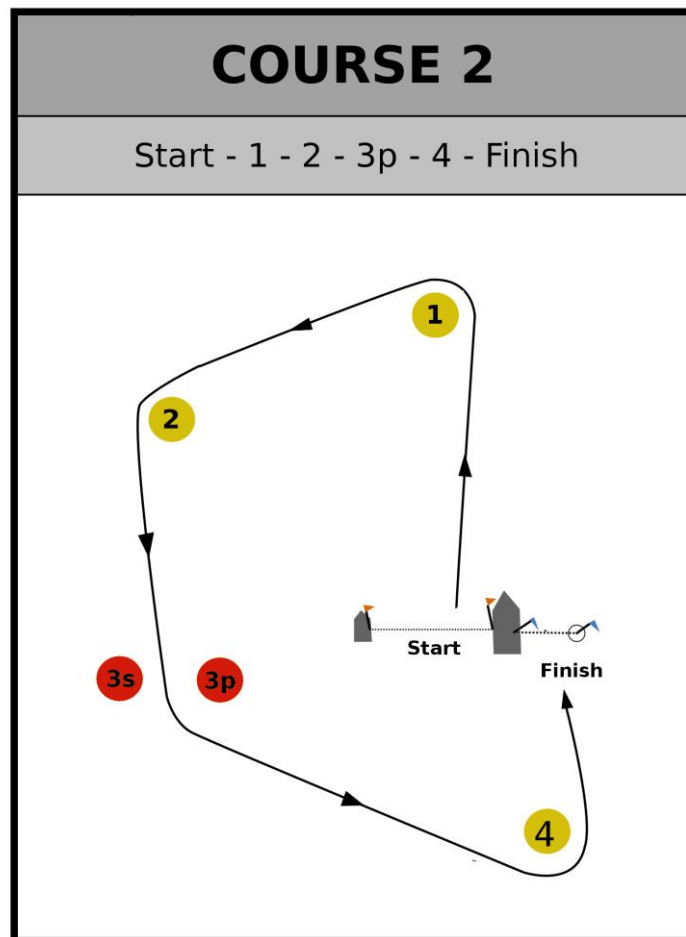 COURSE 2
Start - 1 - 2 - 3p - 4 - Finish
1
2
Start
Finish
3s
3p
4